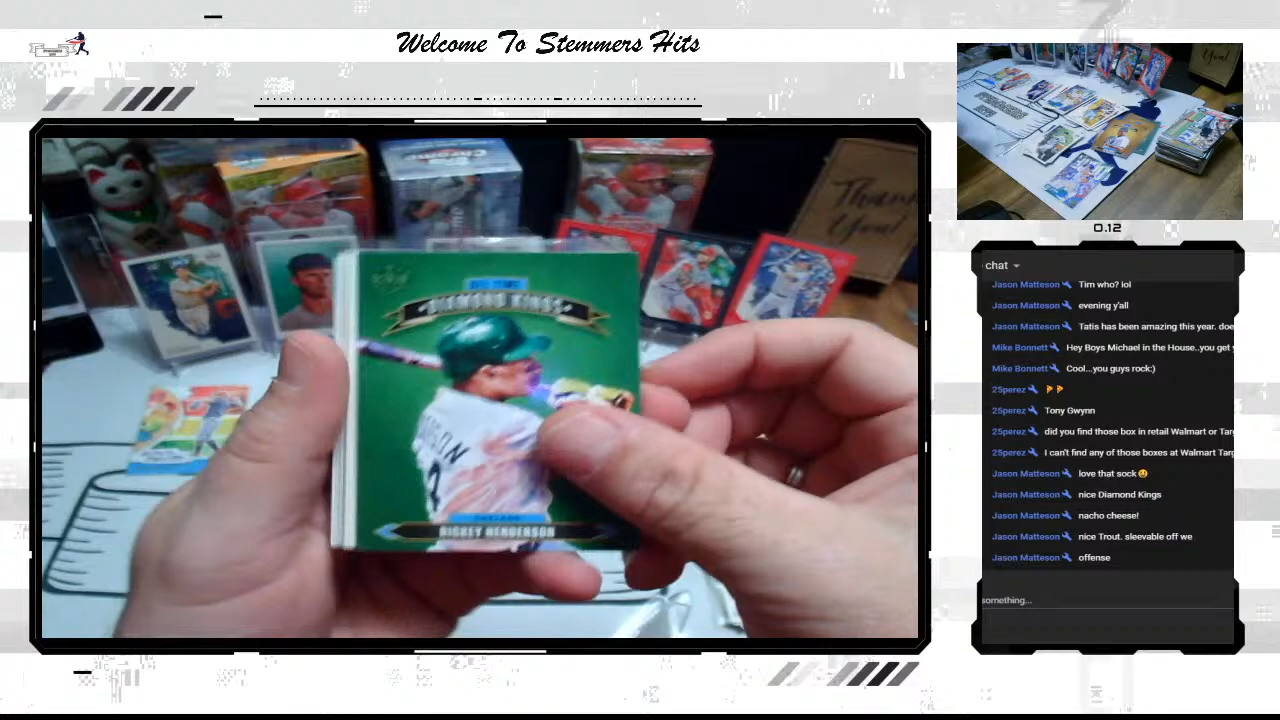 Welcome To Stemmers Hits
Thank
You!
DIAMOND KINGS
RICKEY HENDERSON
You!
0.12
chat
Jason Matteson Tim who? lol
Jason Matteson evening y'all
Jason Matteson Tatis has been amazing this year. doe
Mike Bonnett Hey Boys Michael in the House..you get y
Mike Bonnett Cool...you guys rock:)
25perez
25perez Tony Gwynn
25perez did you find those box in retail Walmart or Targ
25perez I can't find any of those boxes at Walmart Targ
Jason Matteson love that sock😃
Jason Matteson nice Diamond Kings
Jason Matteson nacho cheese!
Jason Matteson nice Trout. sleevable off we
Jason Matteson offense
something...